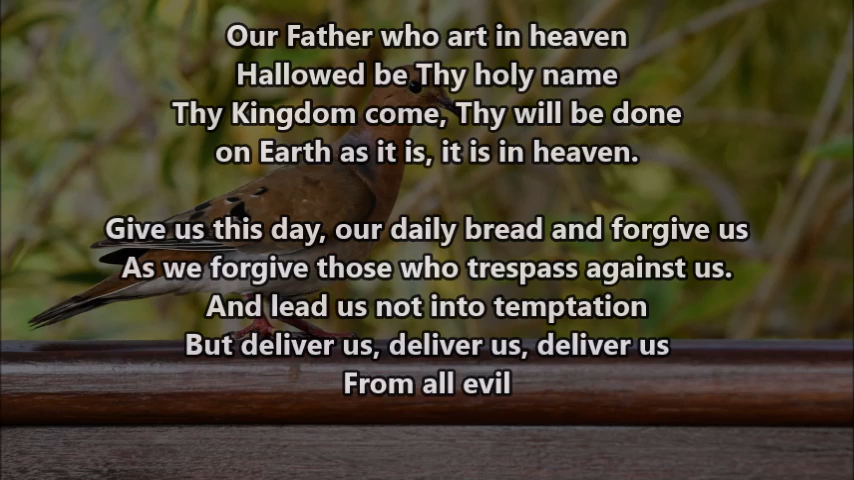 Our Father who art in heaven
Hallowed be Thy holy name
Thy Kingdom come, Thy will be done
on Earth as it is, it is in heaven.
Give us this day, our daily bread and forgive us
As we forgive those who trespass against us.
And lead us not into temptation
But deliver us, deliver us, deliver us
From all evil